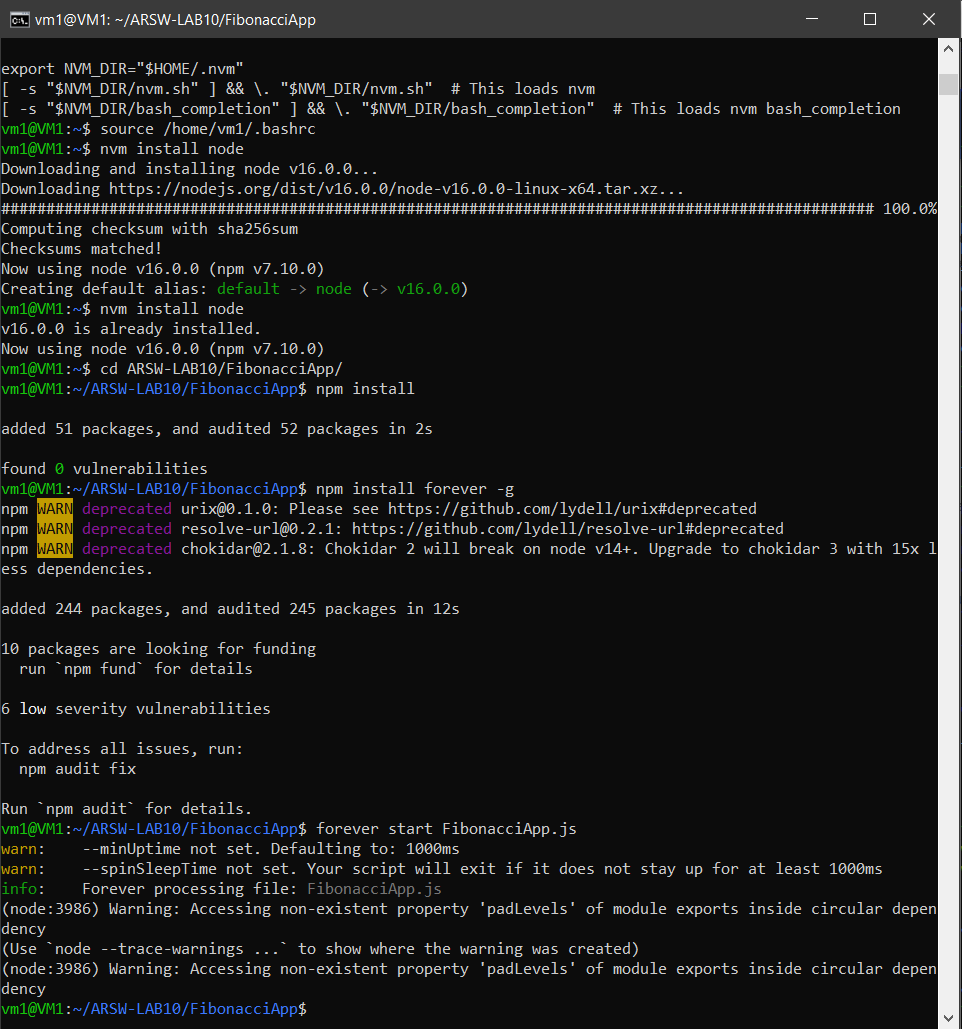 vm1@VM1: ~/ARSW-LAB10/FibonacciApp
export NVM_DIR="$HOME/.nvm"
[ -s "$NVM_DIR/nvm.sh" ] && \. "$NVM_DIR/nvm.sh"  # This loads nvm
[ -s "$NVM_DIR/bash_completion" ] && \. "$NVM_DIR/bash_completion"  # This loads nvm bash_completion
vm1@VM1:~$ source /home/vm1/.bashrc
vm1@VM1:~$ nvm install node
Downloading and installing node v16.0.0...
Downloading https://nodejs.org/dist/v16.0.0/node-v16.0.0-linux-x64.tar.xz...
################################################################################################# 100.0%
Computing checksum with sha256sum
Checksums matched!
Now using node v16.0.0 (npm v7.10.0)
Creating default alias: default -> node (-> v16.0.0)
vm1@VM1:~$ nvm install node
v16.0.0 is already installed.
Now using node v16.0.0 (npm v7.10.0)
vm1@VM1:~$ cd ARSW-LAB10/FibonacciApp/
vm1@VM1:~/ARSW-LAB10/FibonacciApp$ npm install
added 51 packages, and audited 52 packages in 2s
found 0 vulnerabilities
vm1@VM1:~/ARSW-LAB10/FibonacciApp$ npm install forever -g
npm WARN deprecated urix@0.1.0: Please see https://github.com/lydell/urix#deprecated
npm WARN deprecated resolve-url@0.2.1: https://github.com/lydell/resolve-url#deprecated
npm WARN deprecated chokidar@2.1.8: Chokidar 2 will break on node v14+. Upgrade to chokidar 3 with 15x l
ess dependencies.
added 244 packages, and audited 245 packages in 12s
10 packages are looking for funding
  run `npm fund` for details
6 low severity vulnerabilities
To address all issues, run:
  npm audit fix
Run `npm audit` for details.
vm1@VM1:~/ARSW-LAB10/FibonacciApp$ forever start FibonacciApp.js
warn:    --minUptime not set. Defaulting to: 1000ms
warn:    --spinSleepTime not set. Your script will exit if it does not stay up for at least 1000ms
info:    Forever processing file: FibonacciApp.js
(node:3986) Warning: Accessing non-existent property 'padLevels' of module exports inside circular depen
dency
(Use `node --trace-warnings ...` to show where the warning was created)
(node:3986) Warning: Accessing non-existent property 'padLevels' of module exports inside circular depen
dency
vm1@VM1:~/ARSW-LAB10/FibonacciApp$